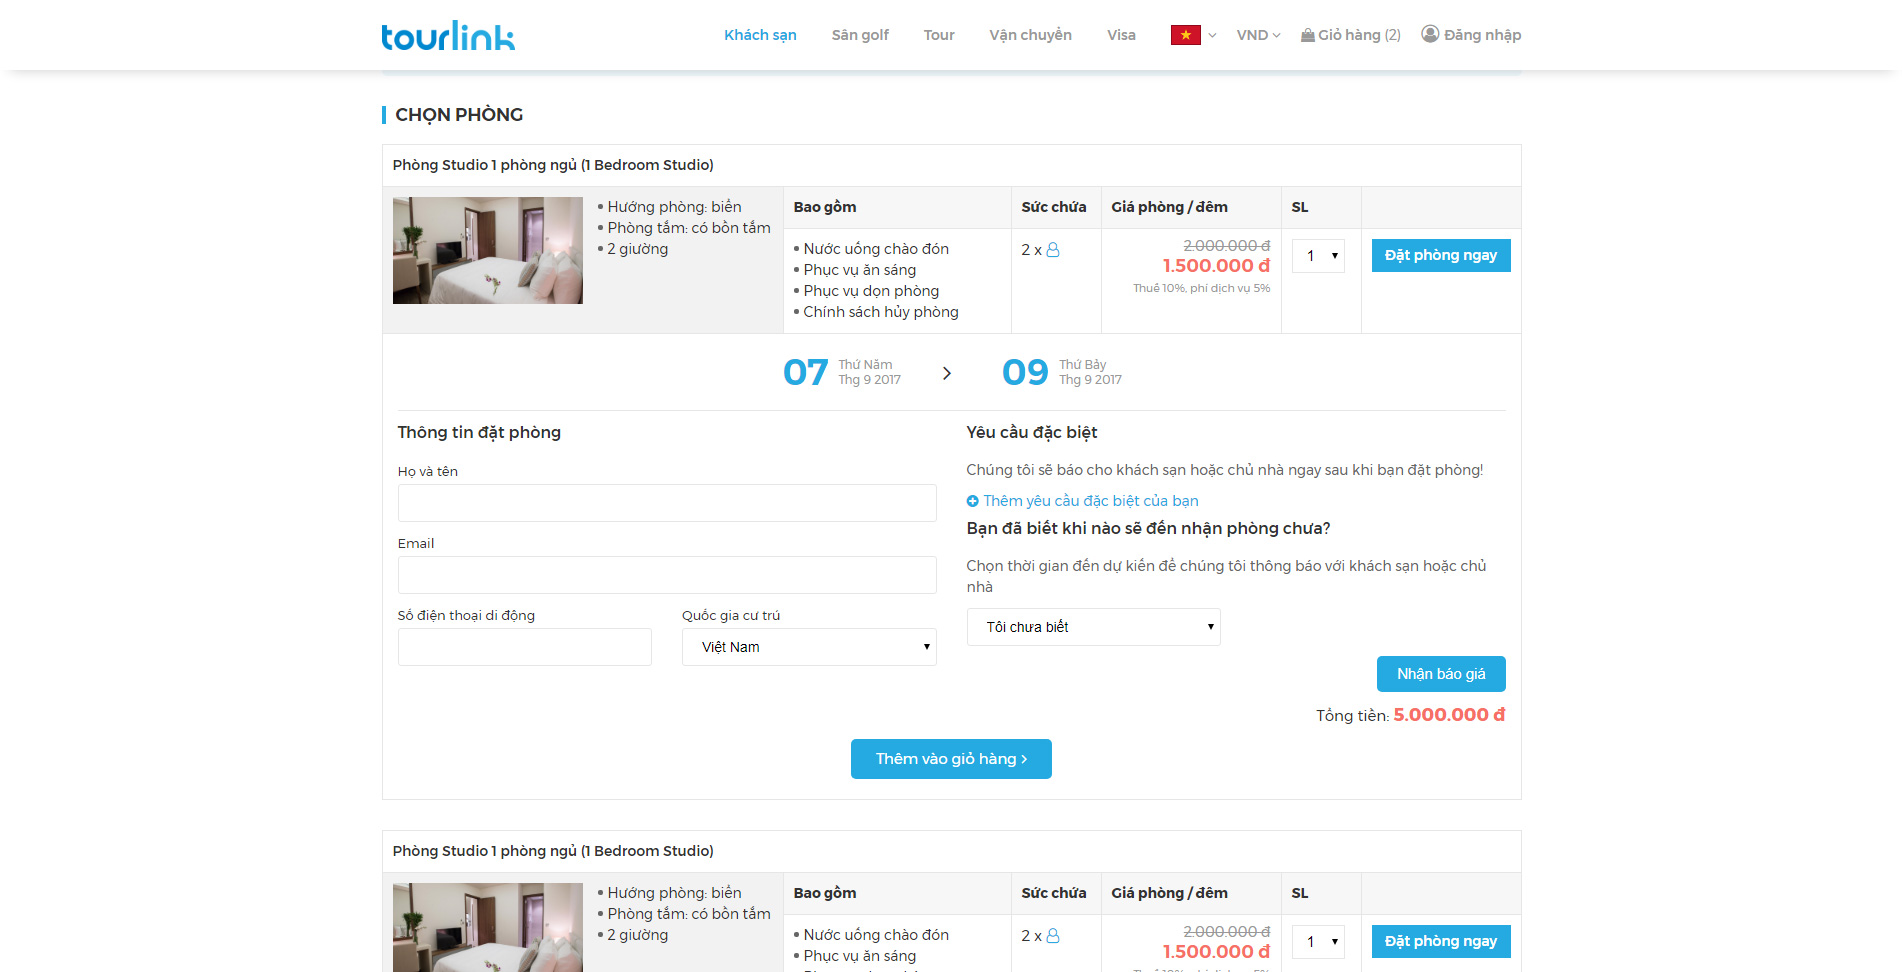 tourlink
Khách sạn
Sân golf
Tour
Vận chuyển
Visa
VND
Giỏ hàng (2)
Đăng nhập
CHỌN PHÒNG
Phòng Studio 1 phòng ngủ (1 Bedroom Studio)
Hướng phòng: biển
Phòng tắm: có bồn tắm
2 giường
Bao gồm
Sức chứa
Giá phòng / đêm
SL
Nước uống chào đón
Phục vụ ăn sáng
Phục vụ dọn phòng
Chính sách hủy phòng
2 x
2.000.000 đ
1.500.000 đ
Thuế 10%, phí dịch vụ 5%
1
Đặt phòng ngay
07
Thứ Năm
Thg 9 2017
09
Thứ Bảy
Thg 9 2017
Thông tin đặt phòng
Họ và tên
Email
Số điện thoại di động
Quốc gia cư trú
Việt Nam
Yêu cầu đặc biệt
Chúng tôi sẽ báo cho khách sạn hoặc chủ nhà ngay sau khi bạn đặt phòng!
Thêm yêu cầu đặc biệt của bạn
Bạn đã biết khi nào sẽ đến nhận phòng chưa?
Chọn thời gian đến dự kiến để chúng tôi thông báo với khách sạn hoặc chủ
nhà
Tôi chưa biết
Nhận báo giá
Tổng tiền: 5.000.000 đ
Thêm vào giỏ hàng >
Phòng Studio 1 phòng ngủ (1 Bedroom Studio)
Hướng phòng: biển
Phòng tắm: có bồn tắm
2 giường
Bao gồm
Sức chứa
Giá phòng / đêm
SL
Nước uống chào đón
Phục vụ ăn sáng
2 x
2.000.000 đ
1.500.000 đ
1
Đặt phòng ngay